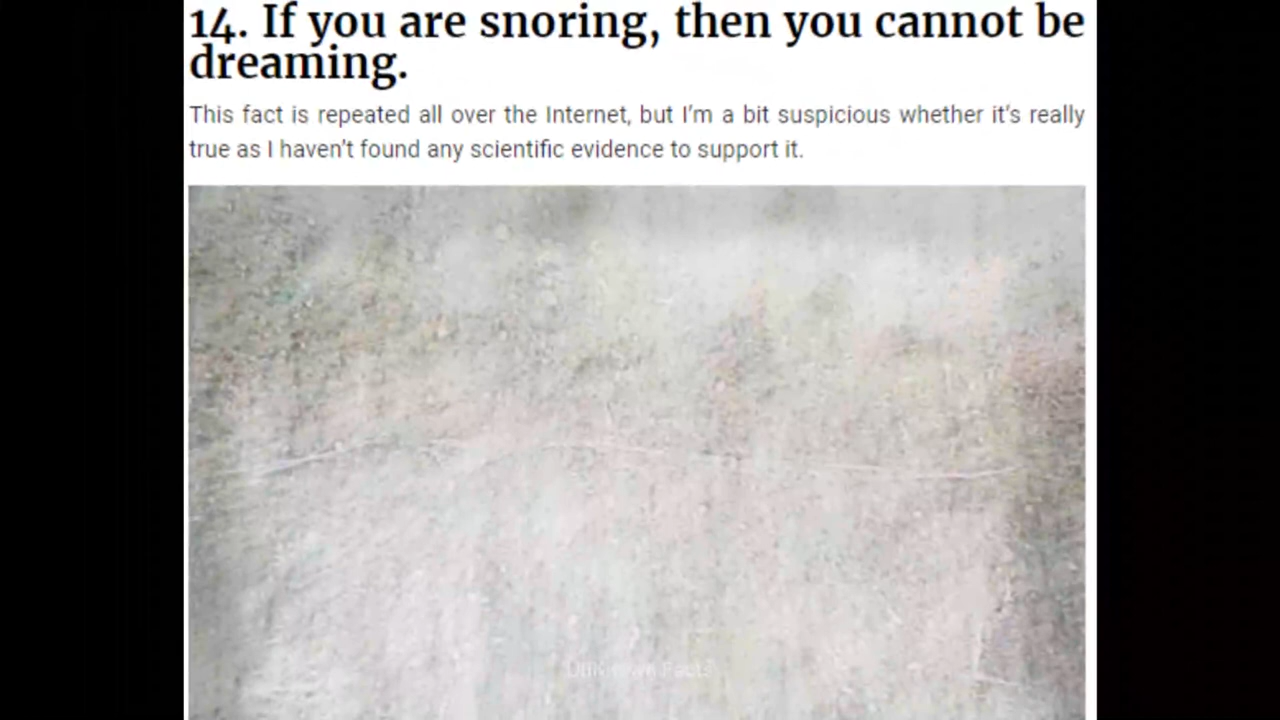 14. If you are snoring, then you cannot be
dreaming.
This fact is repeated all over the Internet, but I'm a bit suspicious whether it's really
true as I haven't found any scientific evidence to support it.